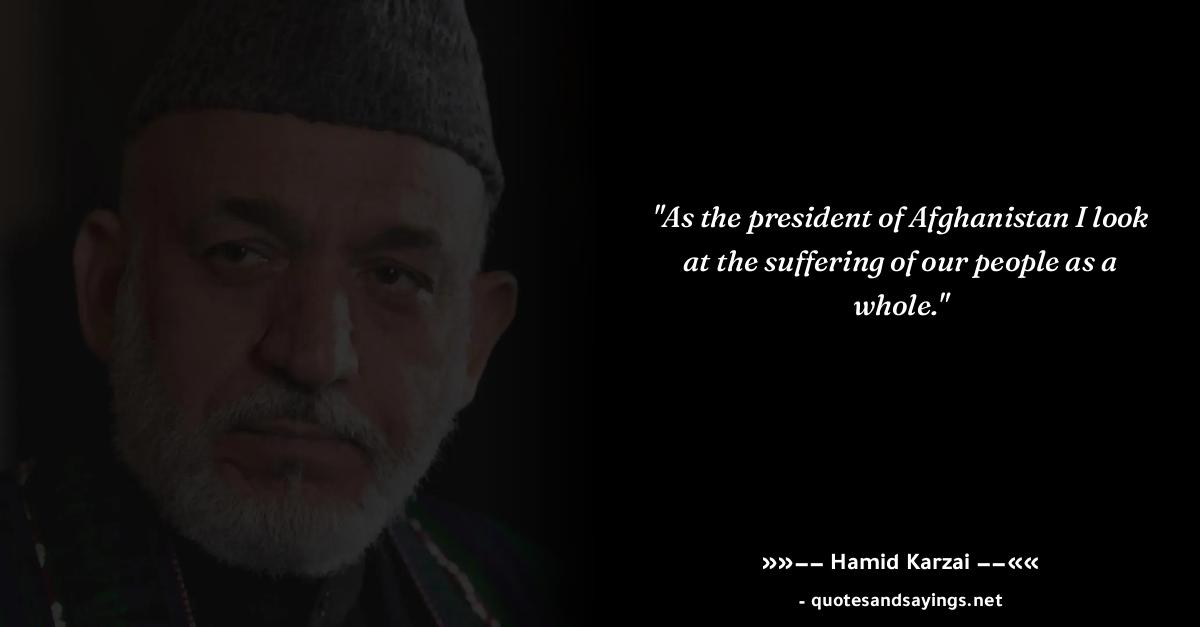 "As the president of Afghanistan I look
at the suffering of our people as a
whole."
»»−− Hamid Karzai −−««
- quotesandsayings.net